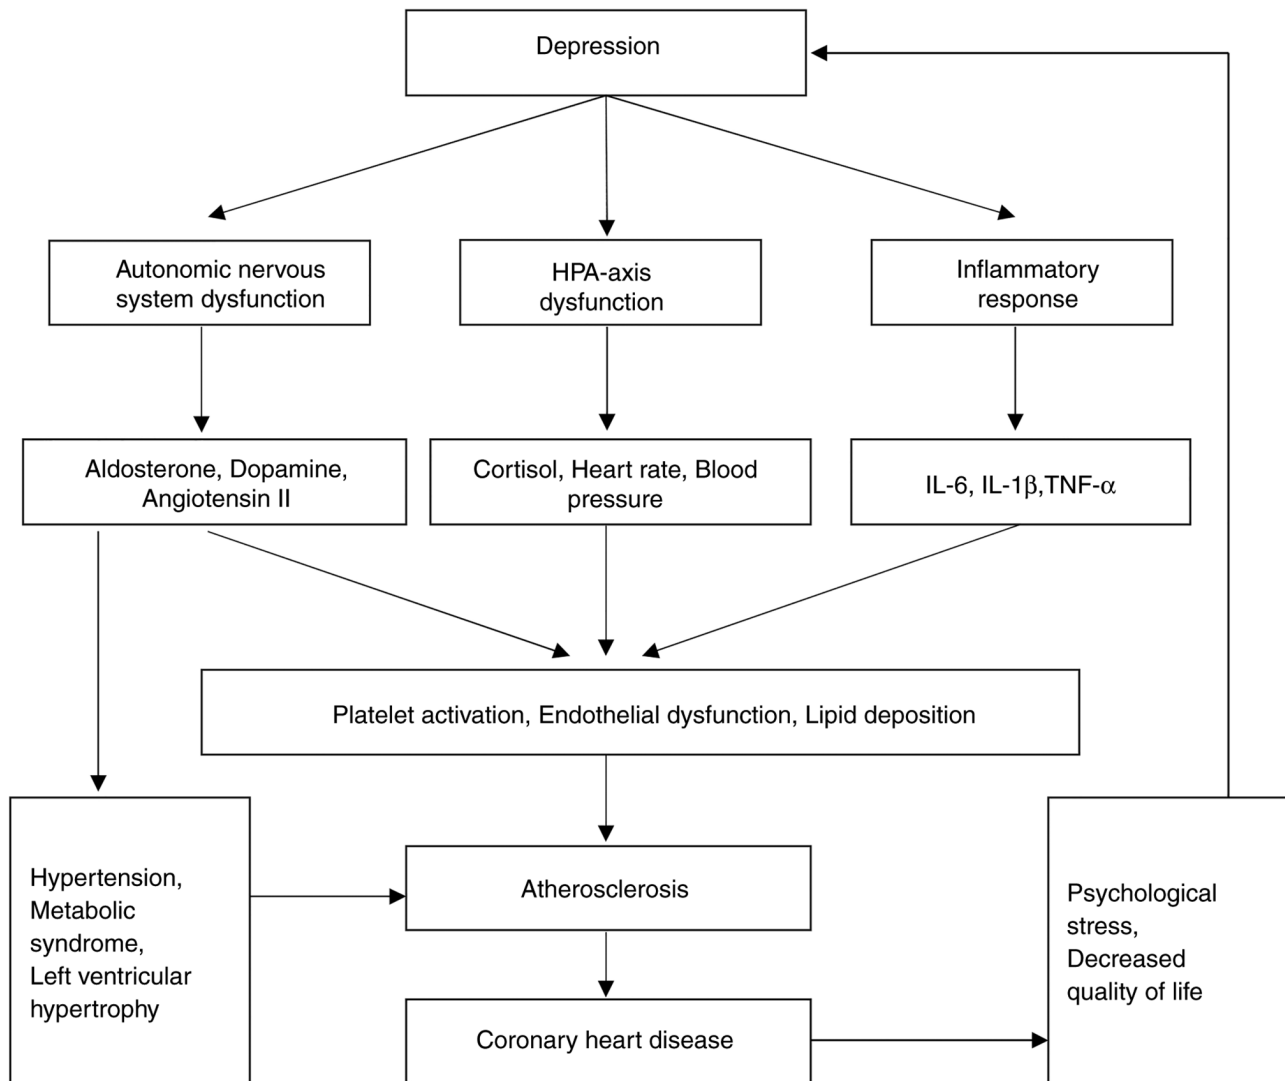 Depression
Autonomic nervous
system dysfunction
HPA-axis
dysfunction
Inflammatory
response
Aldosterone, Dopamine,
Angiotensin II
Cortisol, Heart rate, Blood
pressure
IL-6, IL-1β,TNF-α
Platelet activation, Endothelial dysfunction, Lipid deposition
Hypertension,
Metabolic
syndrome,
Left ventricular
hypertrophy
Atherosclerosis
Psychological
stress,
Decreased
quality of life
Coronary heart disease